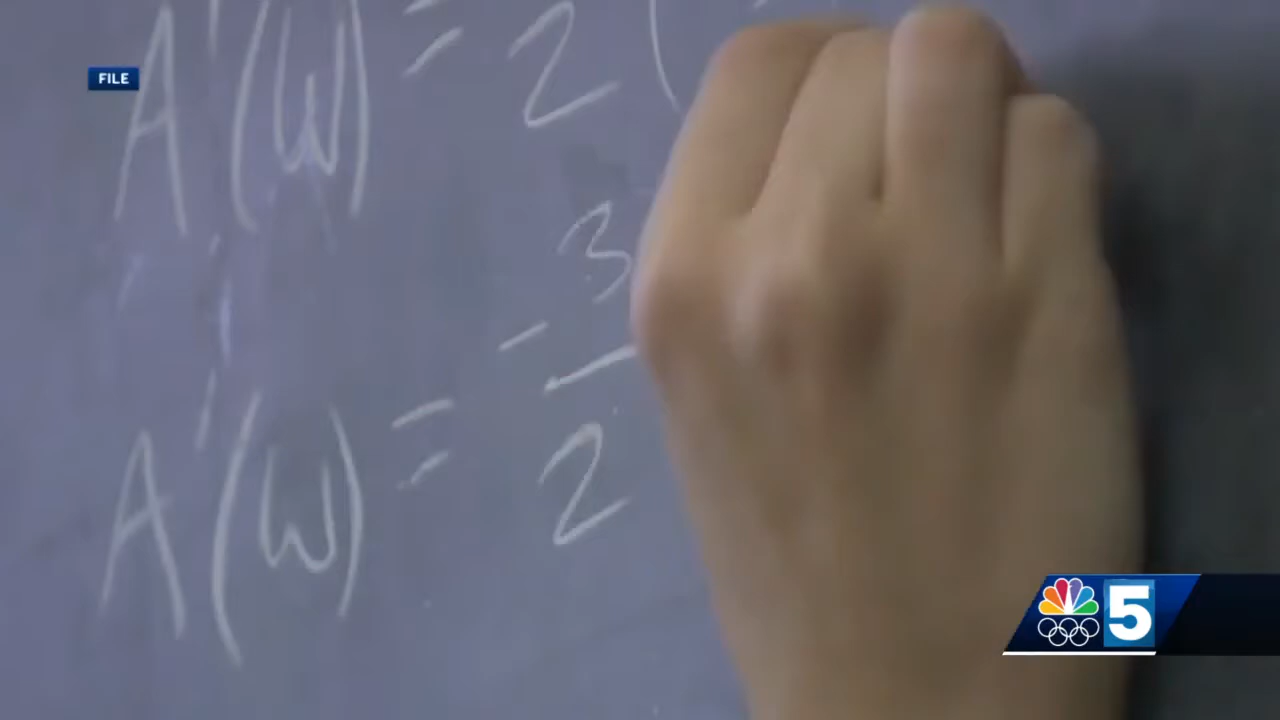 FILE
A'(W) = 2(
A'(W) = - 3
2
5